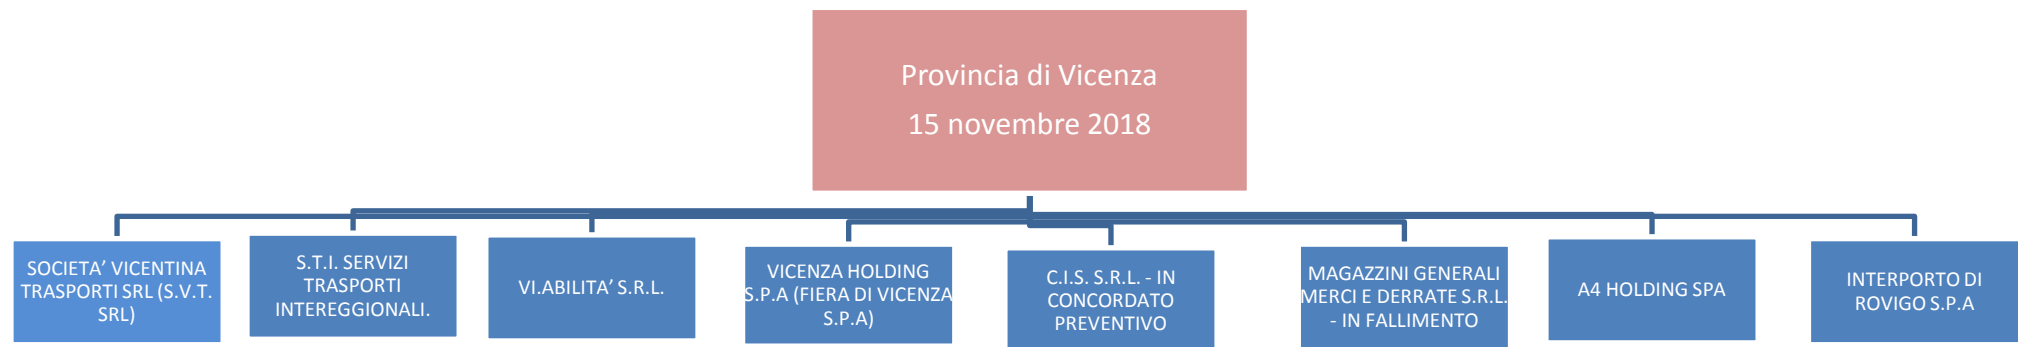 Provincia di Vicenza
15 novembre 2018
SOCIETA’ VICENTINA
TRASPORTI SRL (S.V.T.
SRL)
S.T.I. SERVIZI
TRASPORTI
INTEREGGIONALI.
VI.ABILITA’ S.R.L.
VICENZA HOLDING
S.P.A (FIERA DI VICENZA
S.P.A)
C.I.S. S.R.L. - IN
CONCORDATO
PREVENTIVO
MAGAZZINI GENERALI
MERCI E DERRATE S.R.L.
- IN FALLIMENTO
A4 HOLDING SPA
INTERPORTO DI
ROVIGO S.P.A